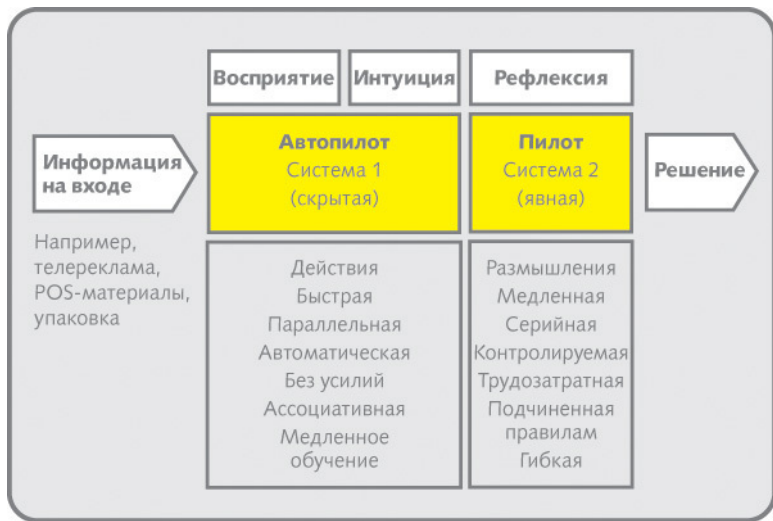 Восприятие
Интуиция
Рефлексия
Информация
на входе
Например,
телереклама,
POS-материалы,
упаковка
Автопилот
Система 1
(скрытая)
Пилот
Система 2
(явная)
Решение
Действия
Быстрая
Параллельная
Автоматическая
Без усилий
Ассоциативная
Медленное
обучение
Размышления
Медленная
Серийная
Контролируемая
Трудозатратная
Подчиненная
правилам
Гибкая